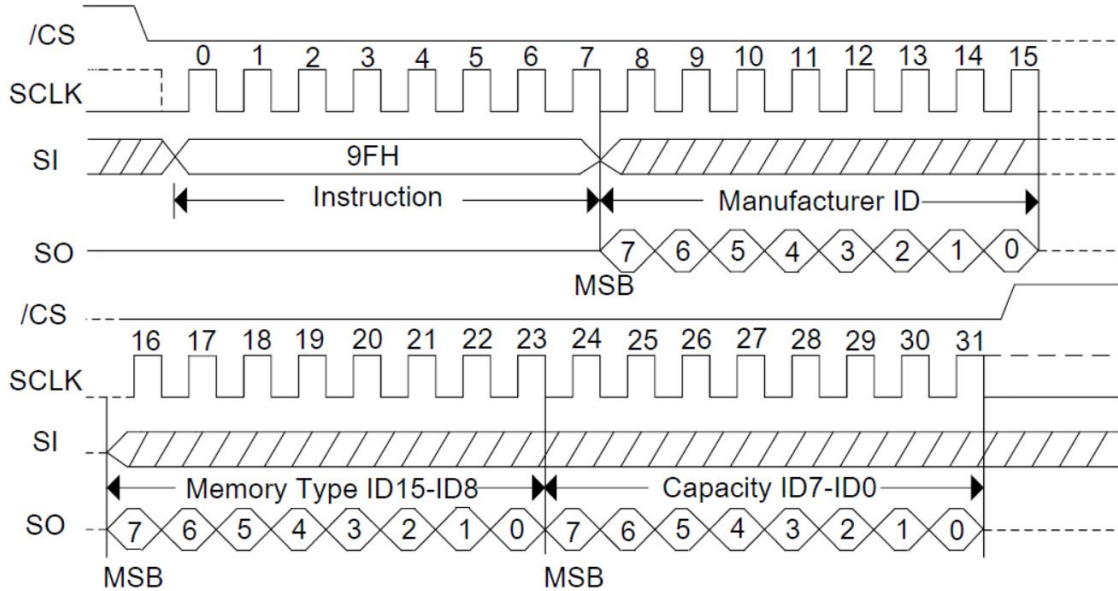 /CS
0 1 2 3 4 5 6 7 8 9 10 11 12 13 14 15
SCLK
SI 9FH
Instruction Manufacturer ID
SO 7 6 5 4 3 2 1 0
MSB
/CS
16 17 18 19 20 21 22 23 24 25 26 27 28 29 30 31
SCLK
SI
Memory Type ID15-ID8 Capacity ID7-ID0
SO 7 6 5 4 3 2 1 0 7 6 5 4 3 2 1 0
MSB MSB